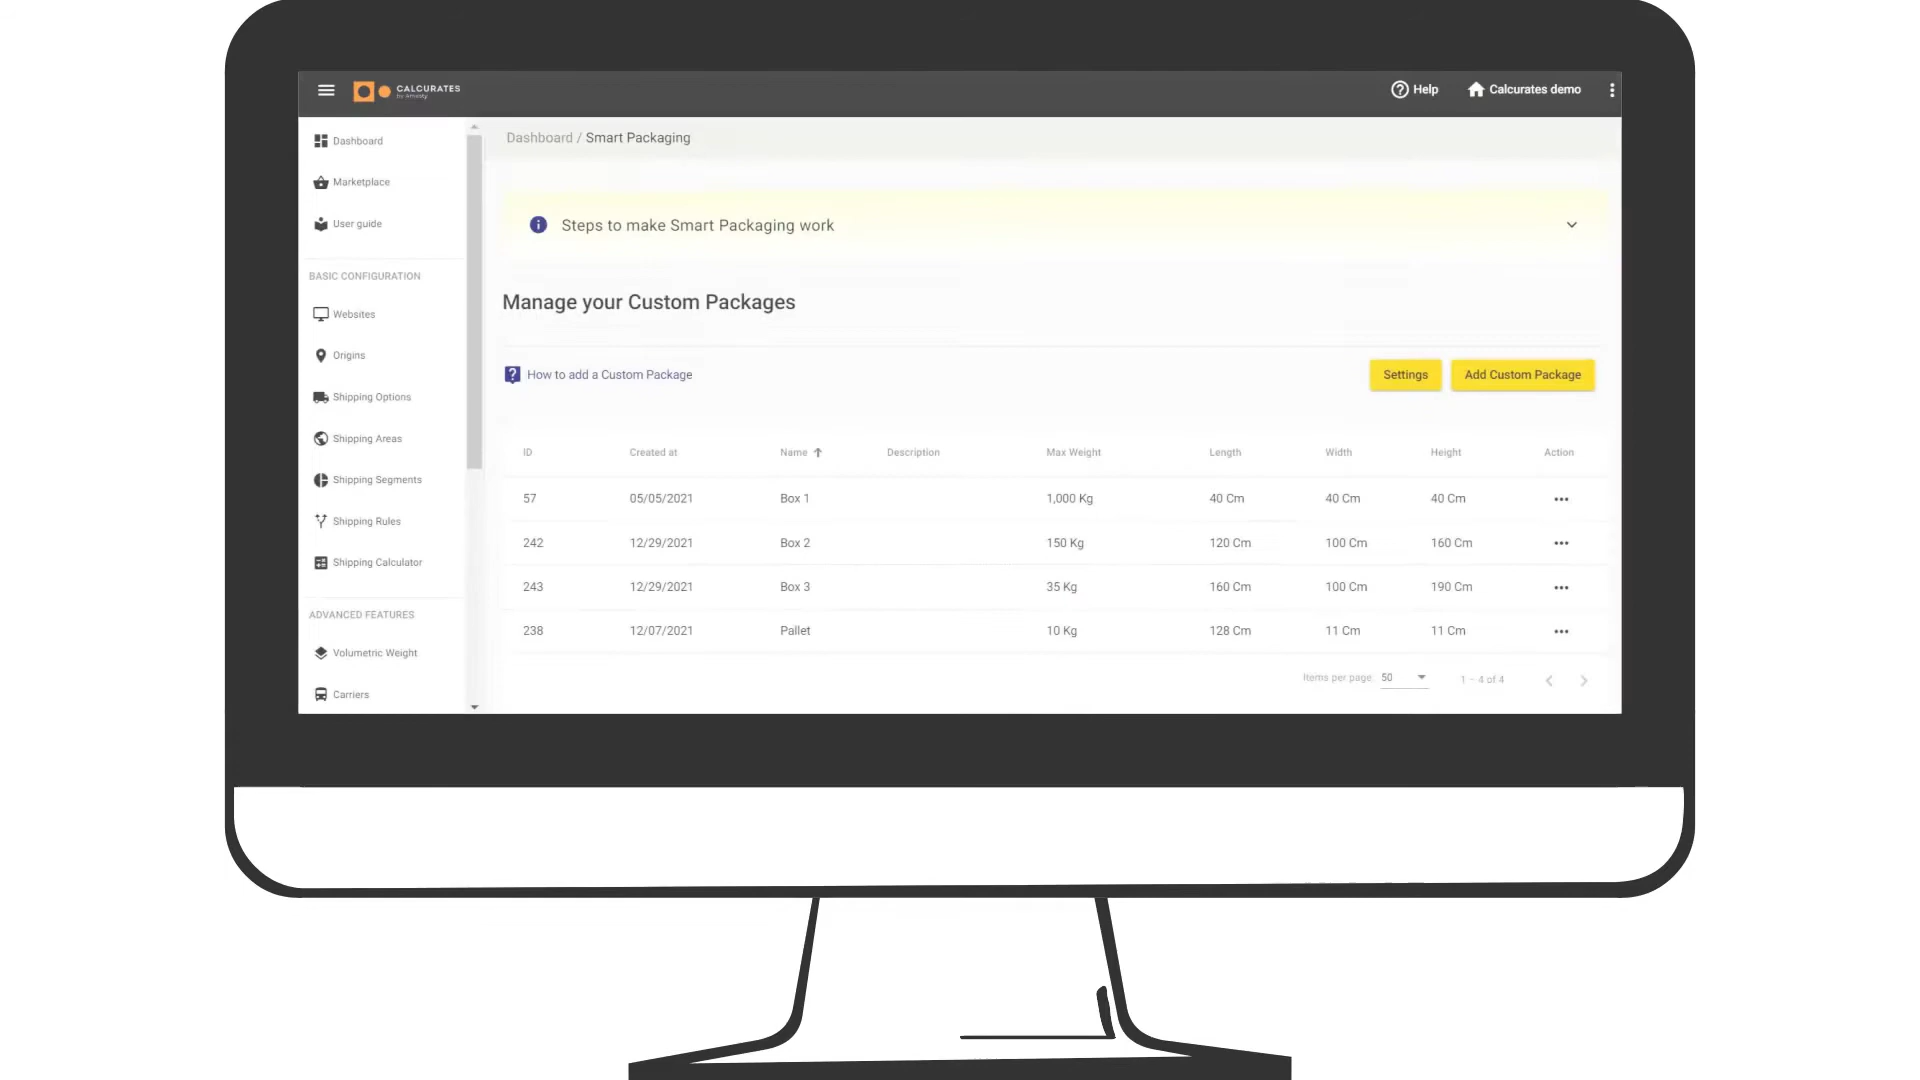 CALCURATES
by Amasty
Help
Calcurates demo
Dashboard
Marketplace
User guide
BASIC CONFIGURATION
Websites
Origins
Shipping Options
Shipping Areas
Shipping Segments
Shipping Rules
Shipping Calculator
ADVANCED FEATURES
Volumetric Weight
Carriers
Dashboard / Smart Packaging
Steps to make Smart Packaging work
Manage your Custom Packages
How to add a Custom Package
Settings
Add Custom Package
ID Created at Name Description Max Weight Length Width Height Action
57 05/05/2021 Box 1 1,000 Kg 40 Cm 40 Cm 40 Cm
242 12/29/2021 Box 2 150 Kg 120 Cm 100 Cm 160 Cm
243 12/29/2021 Box 3 35 Kg 160 Cm 100 Cm 190 Cm
238 12/07/2021 Pallet 10 Kg 128 Cm 11 Cm 11 Cm
Items per page: 50 1 – 4 of 4